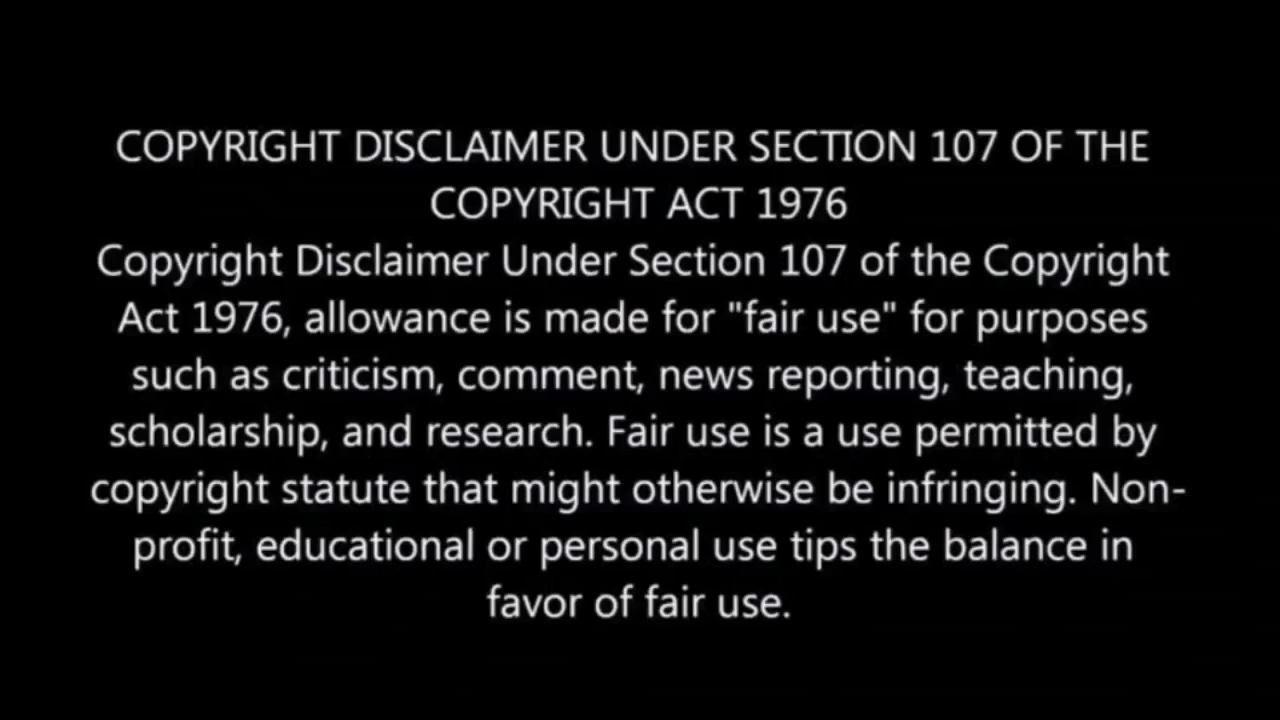 COPYRIGHT DISCLAIMER UNDER SECTION 107 OF THE
COPYRIGHT ACT 1976
Copyright Disclaimer Under Section 107 of the Copyright
Act 1976, allowance is made for "fair use" for purposes
such as criticism, comment, news reporting, teaching,
scholarship, and research. Fair use is a use permitted by
copyright statute that might otherwise be infringing. Non-
profit, educational or personal use tips the balance in
favor of fair use.